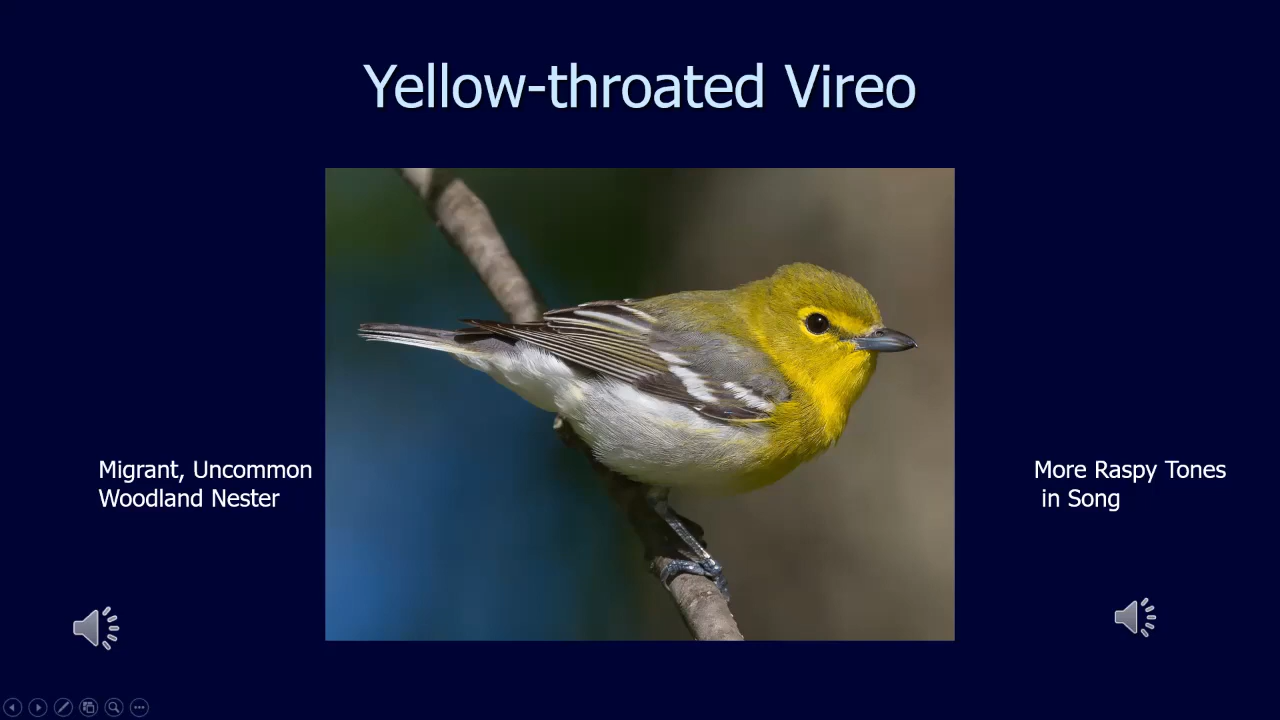 Yellow-throated Vireo
Migrant, Uncommon
Woodland Nester
More Raspy Tones
in Song